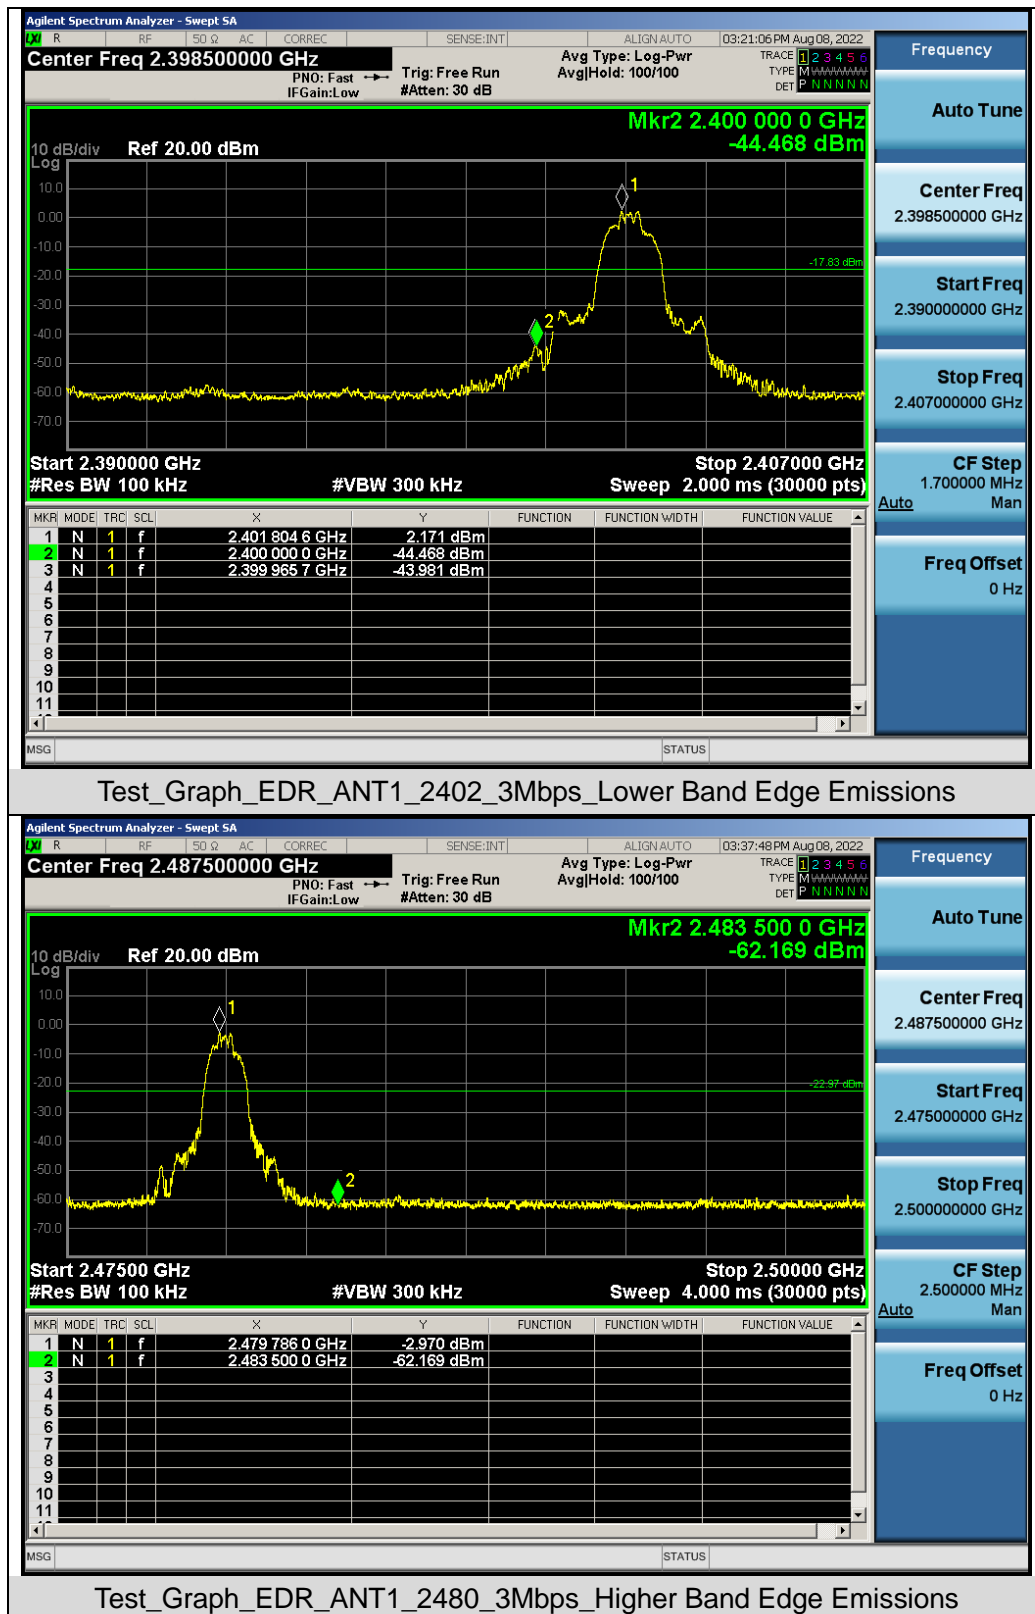 Agilent Spectrum Analyzer - Swept SA
LXI R RF 50 Ω AC CORREC SENSE:INT ALIGN AUTO 03:21:06 PM Aug 08, 2022
Center Freq 2.398500000 GHz
PNO: Fast
IFGain:Low
Trig: Free Run
#Atten: 30 dB
Avg Type: Log-Pwr
Avg|Hold: 100/100
TRACE 1 2 3 4 5 6
TYPE M
DET P N N N N N
Mkr2 2.400 000 0 GHz
-44.468 dBm
10 dB/div Ref 20.00 dBm
Log
10.0
0.00
-10.0
-20.0
-30.0
-40.0
-50.0
-60.0
-70.0
1
2
-17.83 dBm
Start 2.390000 GHz Stop 2.407000 GHz
#Res BW 100 kHz #VBW 300 kHz Sweep 2.000 ms (30000 pts)
MKR MODE TRC SCL X Y FUNCTION FUNCTION WIDTH FUNCTION VALUE
1 N 1 f 2.401 804 6 GHz 2.171 dBm
2 N 1 f 2.400 000 0 GHz -44.468 dBm
3 N 1 f 2.399 965 7 GHz -43.981 dBm
4
5
6
7
8
9
10
11
MSG STATUS
Frequency
Auto Tune
Center Freq
2.398500000 GHz
Start Freq
2.390000000 GHz
Stop Freq
2.407000000 GHz
CF Step
1.700000 MHz
Auto Man
Freq Offset
0 Hz
Test_Graph_EDR_ANT1_2402_3Mbps_Lower Band Edge Emissions
Agilent Spectrum Analyzer - Swept SA
LXI R RF 50 Ω AC CORREC SENSE:INT ALIGN AUTO 03:37:48 PM Aug 08, 2022
Center Freq 2.487500000 GHz
PNO: Fast
IFGain:Low
Trig: Free Run
#Atten: 30 dB
Avg Type: Log-Pwr
Avg|Hold: 100/100
TRACE 1 2 3 4 5 6
TYPE M
DET P N N N N N
Mkr2 2.483 500 0 GHz
-62.169 dBm
10 dB/div Ref 20.00 dBm
Log
10.0
0.00
-10.0
-20.0
-30.0
-40.0
-50.0
-60.0
-70.0
1
2
-22.97 dBm
Start 2.47500 GHz Stop 2.50000 GHz
#Res BW 100 kHz #VBW 300 kHz Sweep 4.000 ms (30000 pts)
MKR MODE TRC SCL X Y FUNCTION FUNCTION WIDTH FUNCTION VALUE
1 N 1 f 2.479 786 0 GHz -2.970 dBm
2 N 1 f 2.483 500 0 GHz -62.169 dBm
3
4
5
6
7
8
9
10
11
MSG STATUS
Frequency
Auto Tune
Center Freq
2.487500000 GHz
Start Freq
2.475000000 GHz
Stop Freq
2.500000000 GHz
CF Step
2.500000 MHz
Auto Man
Freq Offset
0 Hz
Test_Graph_EDR_ANT1_2480_3Mbps_Higher Band Edge Emissions